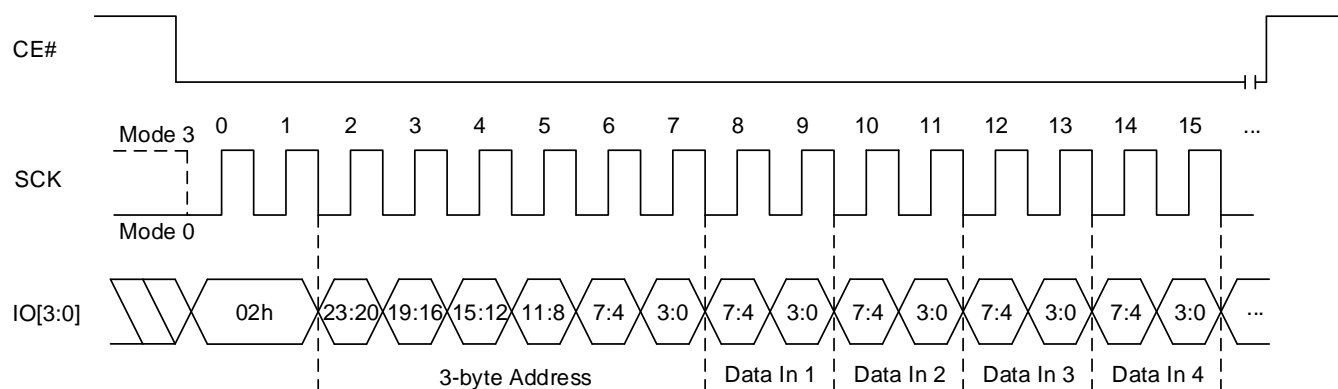 CE#
0 1 2 3 4 5 6 7 8 9 10 11 12 13 14 15 ...
Mode 3
SCK
Mode 0
IO[3:0] 02h 23:20 19:16 15:12 11:8 7:4 3:0 7:4 3:0 7:4 3:0 7:4 3:0 7:4 3:0 ...
3-byte Address Data In 1 Data In 2 Data In 3 Data In 4